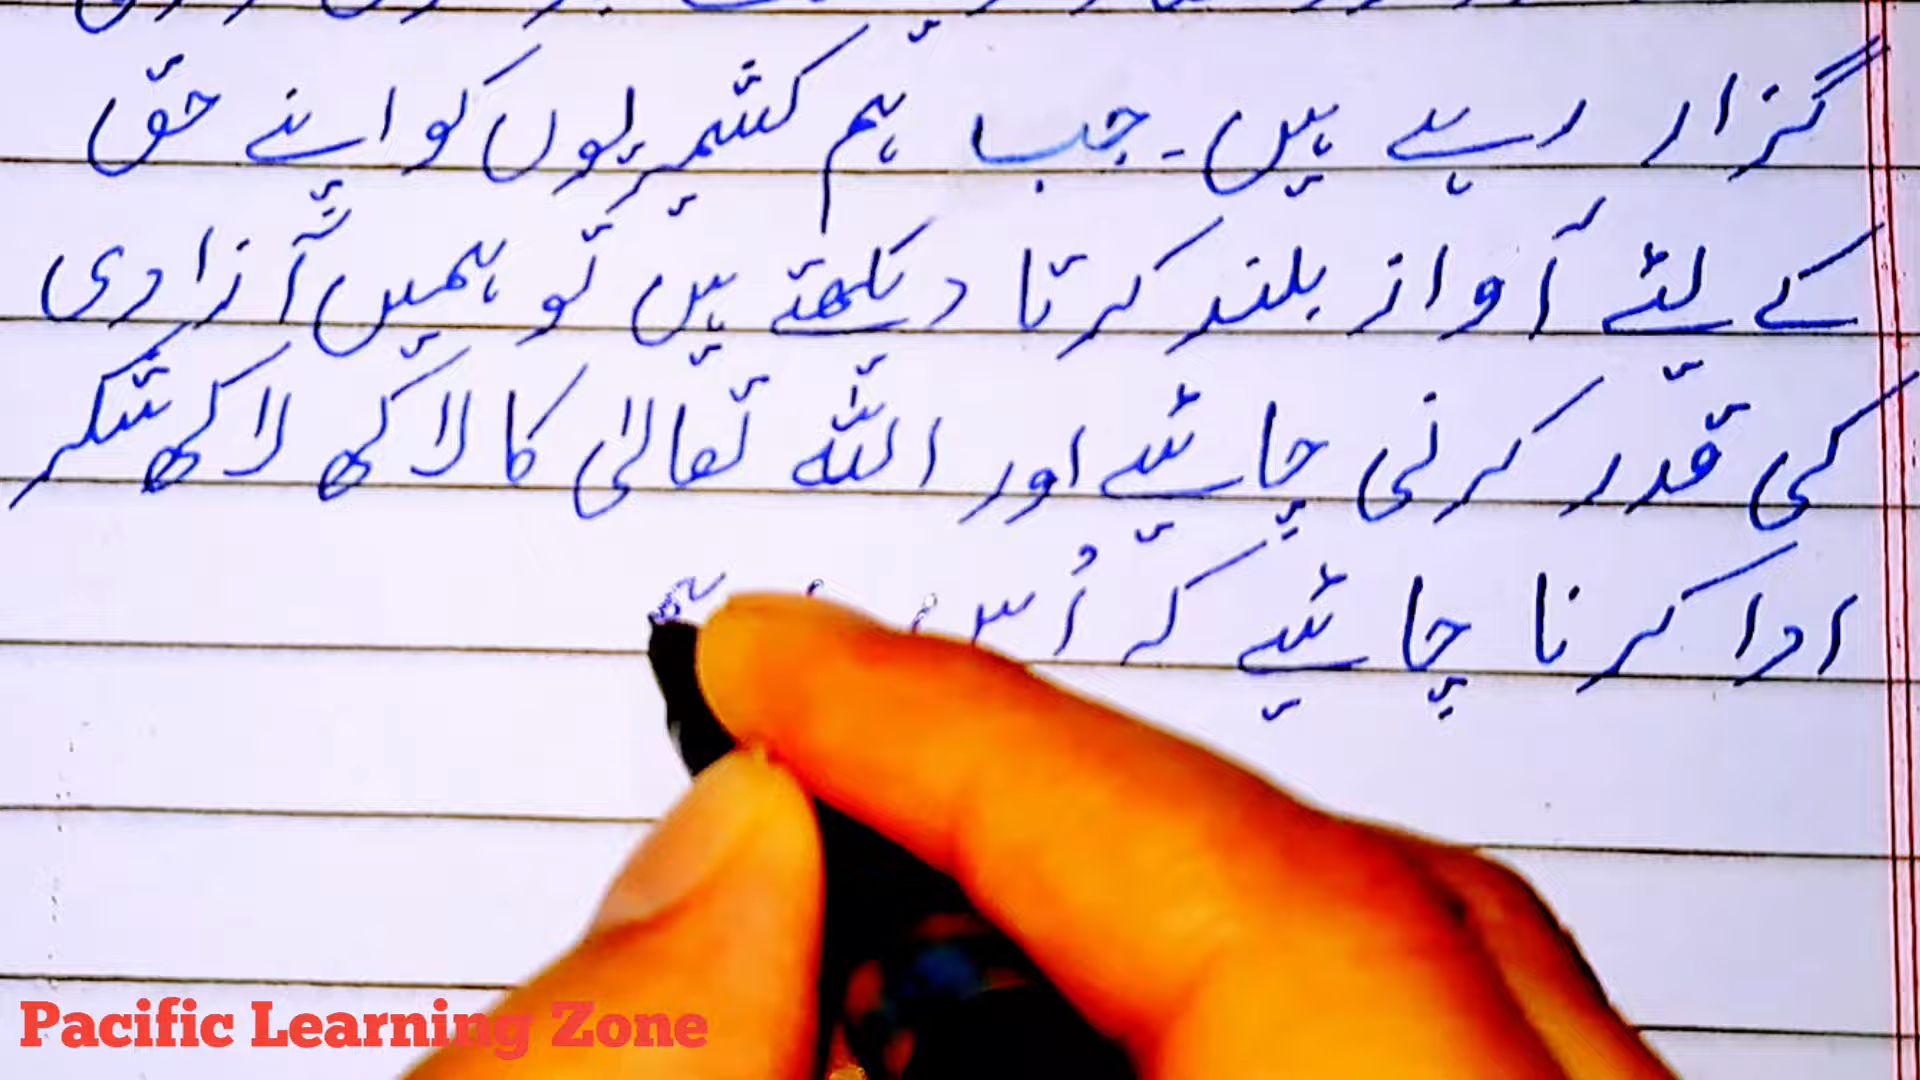 گزار رہے ہیں۔ جب ہم کشمیریوں کو اپنے حق
کے لئے آواز بلند کرتا دیکھتے ہیں تو ہمیں آزادی
کی قدر کرنی چاہئیے اور اللہ تعالیٰ کا لاکھ لاکھ شکر
ادا کرنا چاہئیے کہ اُس
Pacific Learning Zone